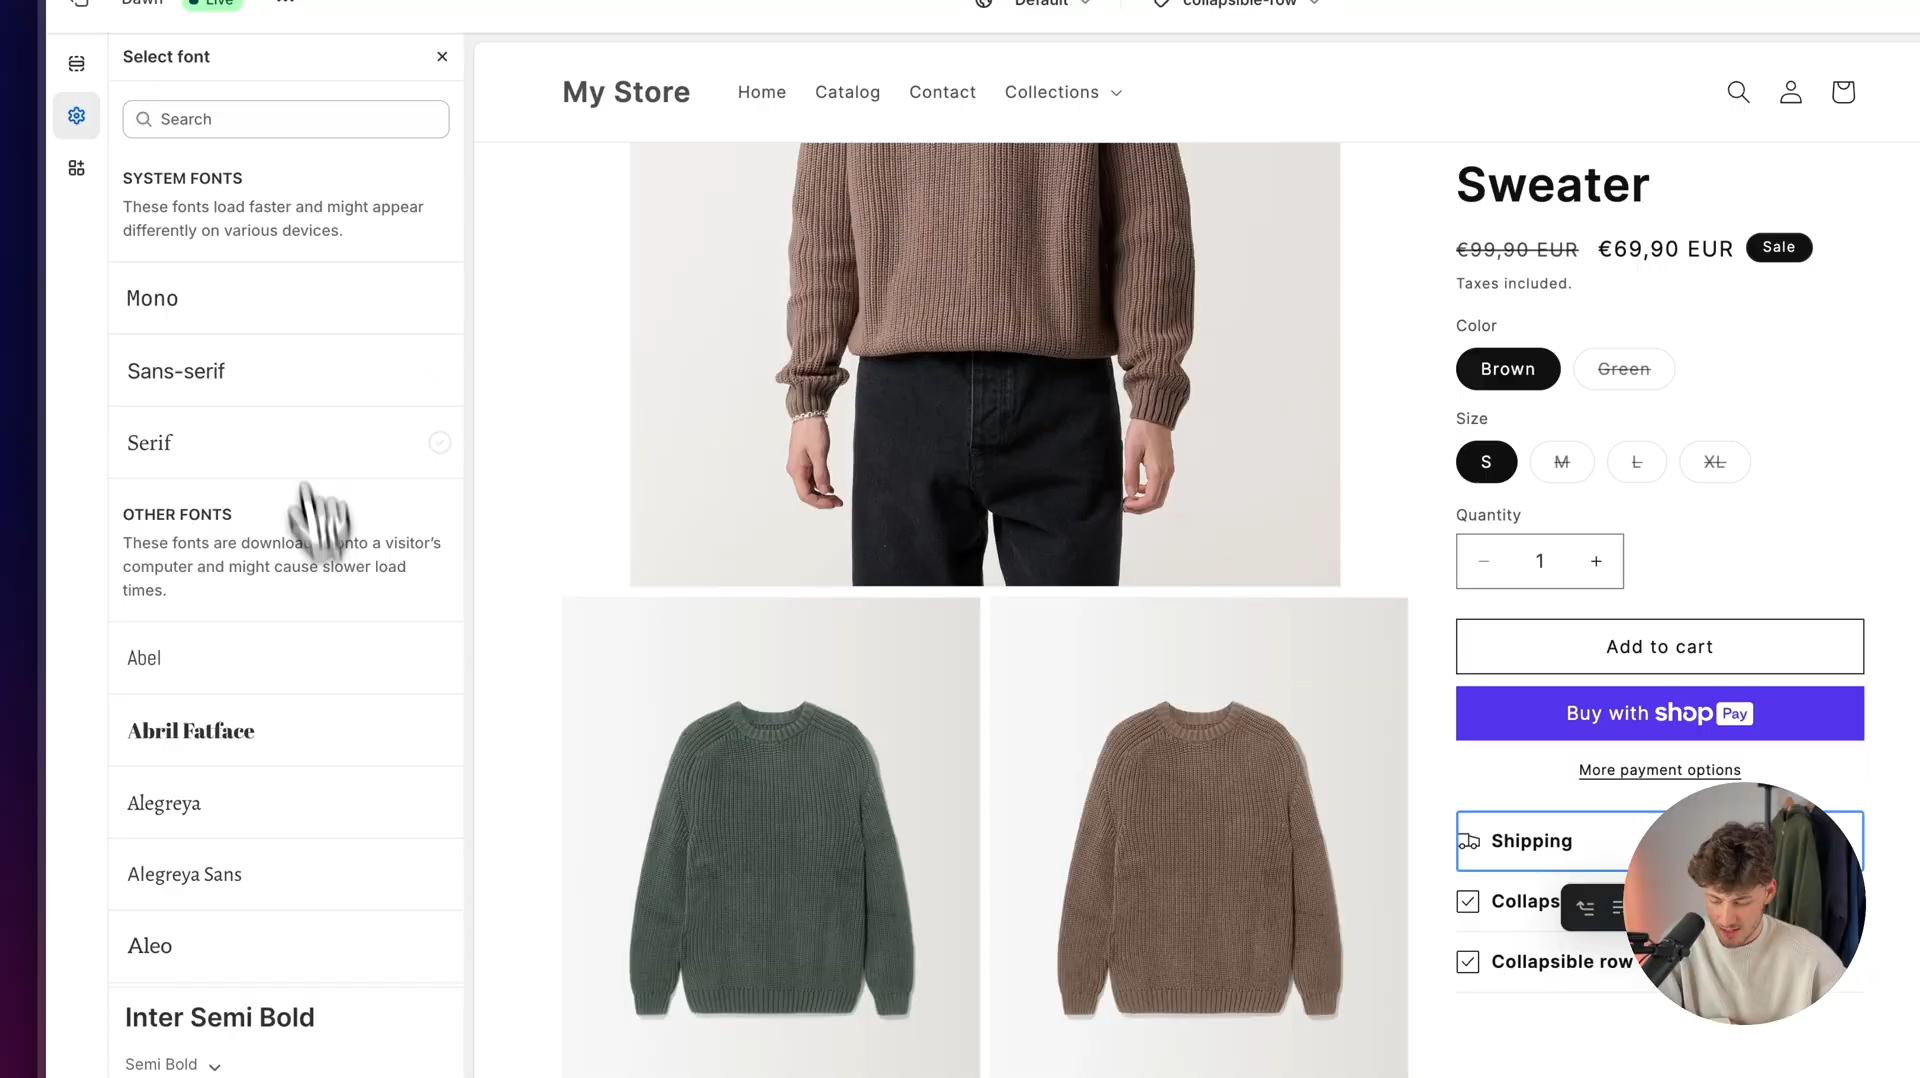 Dawn
Live
Default
collapsible-row
Select font
Search
SYSTEM FONTS
These fonts load faster and might appear
differently on various devices.
Mono
Sans-serif
Serif
OTHER FONTS
These fonts are downloa onto a visitor's
computer and might cause slower load
times.
Abel
Abril Fatface
Alegreya
Alegreya Sans
Aleo
Inter Semi Bold
Semi Bold
My Store
Home
Catalog
Contact
Collections
Sweater
€99,90 EUR €69,90 EUR Sale
Taxes included.
Color
Brown
Green
Size
S
M
L
XL
Quantity
1
Add to cart
Buy with shop Pay
More payment options
Shipping
Collaps
Collapsible row